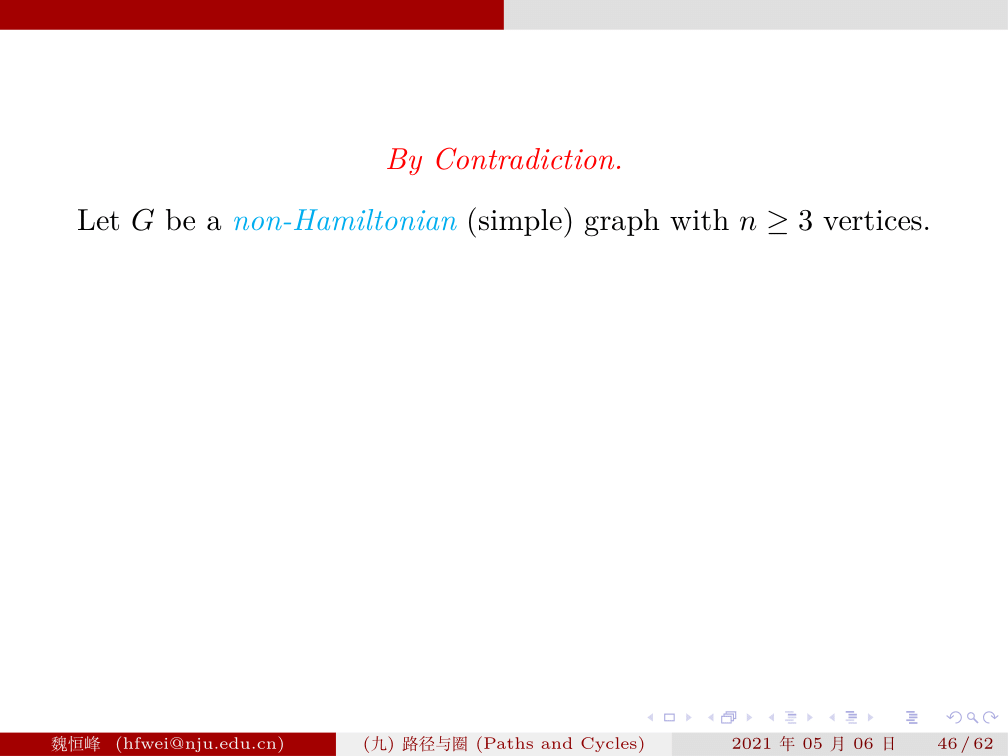 By Contradiction.
Let G be a non-Hamiltonian (simple) graph with n ≥ 3 vertices.
魏恒峰 (hfwei@nju.edu.cn) (九) 路径与圈 (Paths and Cycles) 2021 年 05 月 06 日 46 / 62